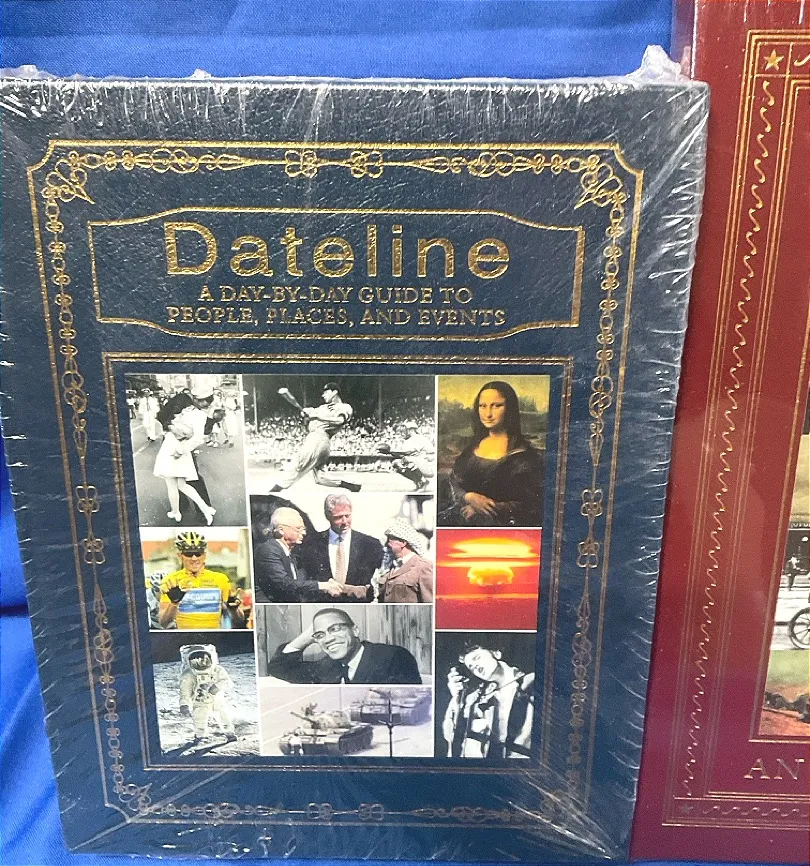 Dateline
A DAY-BY-DAY GUIDE TO
PEOPLE, PLACES, AND EVENTS
AN